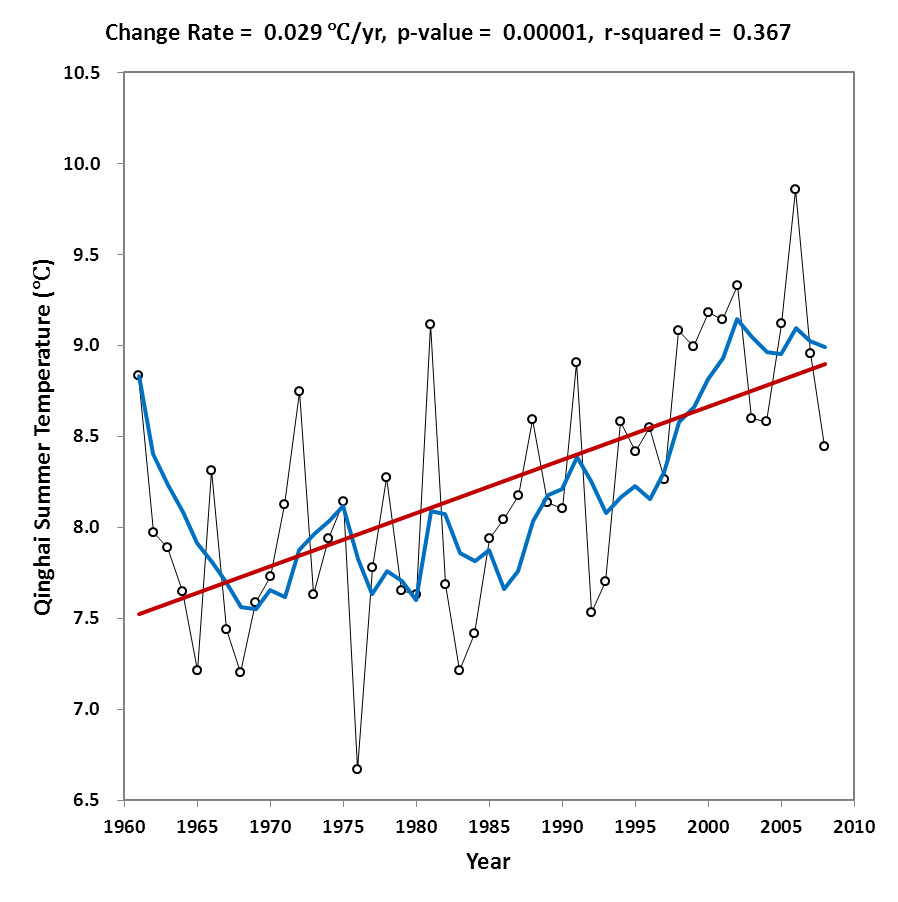 Change Rate = 0.029 ℃/yr, p-value = 0.00001, r-squared = 0.367
10.5
10.0
9.5
9.0
8.5
8.0
7.5
7.0
6.5
Qinghai Summer Temperature (℃)
1960 1965 1970 1975 1980 1985 1990 1995 2000 2005 2010
Year